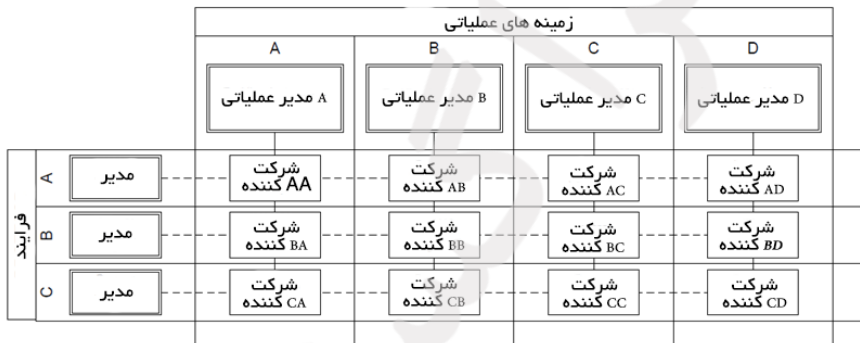 زمینه های عملیاتی
A B C D
مدیر عملیاتی A
مدیر عملیاتی B
مدیر عملیاتی C
مدیر عملیاتی D
فرایند
A
مدیر
شرکت
کننده AA
شرکت
کننده AB
شرکت
کننده AC
شرکت
کننده AD
B
مدیر
شرکت
کننده BA
شرکت
کننده BB
شرکت
کننده BC
شرکت
کننده BD
C
مدیر
شرکت
کننده CA
شرکت
کننده CB
شرکت
کننده CC
شرکت
کننده CD